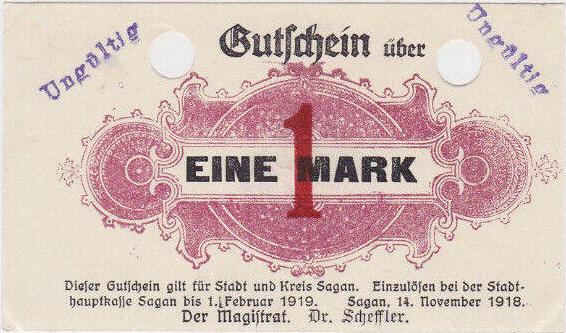 Ungültig
Ungültig
Gutschein über
1
EINE MARK
Dieser Gutschein gilt für Stadt und Kreis Sagan. Einzulösen bei der Stadt-
hauptkasse Sagan bis 1. Februar 1919. Sagan, 14. November 1918.
Der Magistrat. Dr. Scheffler.